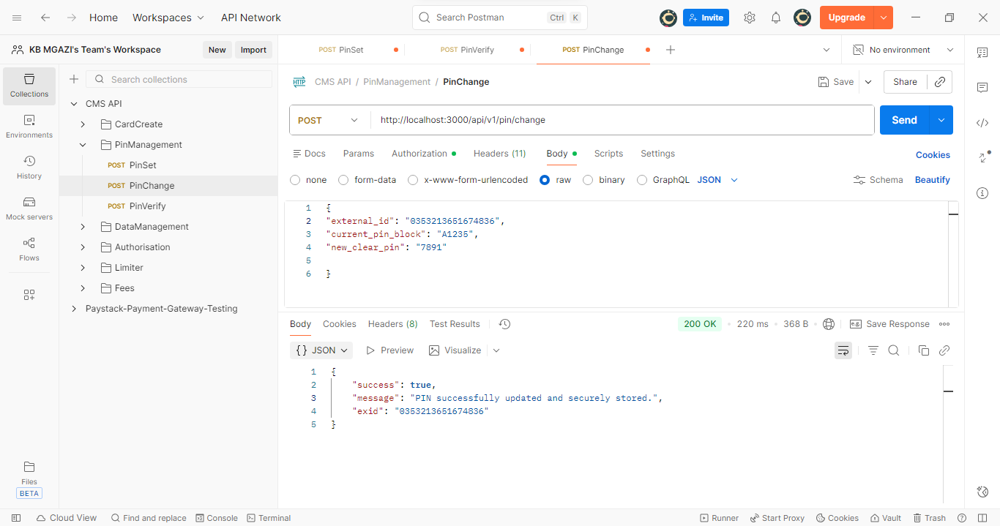 Home Workspaces API Network Search Postman Ctrl K Invite Upgrade
KB MGAZI's Team's Workspace New Import POST PinSet POST PinVerify POST PinChange No environment
Collections
Environments
History
Mock servers
Flows
Files
BETA
Search collections
CMS API
CardCreate
PinManagement
POST PinSet
POST PinChange
POST PinVerify
DataManagement
Authorisation
Limiter
Fees
Paystack-Payment-Gateway-Testing
HTTP CMS API / PinManagement / PinChange Save Share
POST http://localhost:3000/api/v1/pin/change Send
Docs Params Authorization Headers (11) Body Scripts Settings Cookies
none form-data x-www-form-urlencoded raw binary GraphQL JSON Schema Beautify
1 {
2 "external_id": "0353213651674836",
3 "current_pin_block": "A1235",
4 "new_clear_pin": "7891"
5
6 }
Body Cookies Headers (8) Test Results 200 OK • 220 ms • 368 B e.g. Save Response
{} JSON Preview Visualize
1 {
2 "success": true,
3 "message": "PIN successfully updated and securely stored.",
4 "exid": "0353213651674836"
5 }
Cloud View Find and replace Console Terminal Runner Start Proxy Cookies Vault Trash